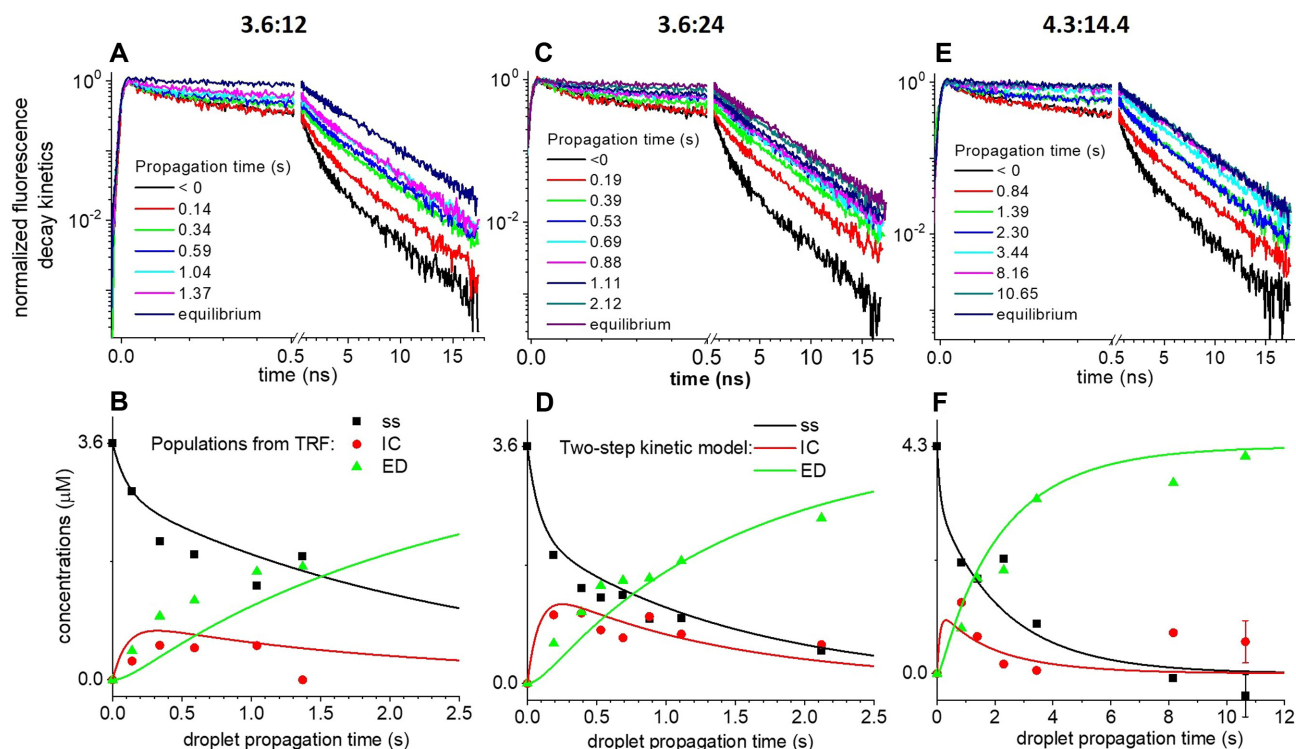 3.6:12
3.6:24
4.3:14.4
A
C
E
normalized fluorescence
decay kinetics
10⁰
10⁻²
Propagation time (s)
< 0
0.14
0.34
0.59
1.04
1.37
equilibrium
0.0
0.5
5
10
15
time (ns)
10⁰
10⁻²
Propagation time (s)
<0
0.19
0.39
0.53
0.69
0.88
1.11
2.12
equilibrium
0.0
0.5
5
10
15
time (ns)
10⁰
10⁻²
Propagation time (s)
< 0
0.84
1.39
2.30
3.44
8.16
10.65
equilibrium
0.0
0.5
5
10
15
time (ns)
B
D
F
concentrations (μM)
3.6
0.0
Populations from TRF:
ss
IC
ED
0.0
0.5
1.0
1.5
2.0
2.5
droplet propagation time (s)
3.6
0.0
Two-step kinetic model:
ss
IC
ED
0.0
0.5
1.0
1.5
2.0
2.5
droplet propagation time (s)
4.3
0.0
0
2
4
6
8
10
12
droplet propagation time (s)